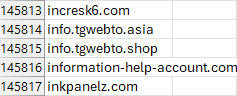 145813 incresk6.com
145814 info.tgwebto.asia
145815 info.tgwebto.shop
145816 information-help-account.com
145817 inkpanelz.com